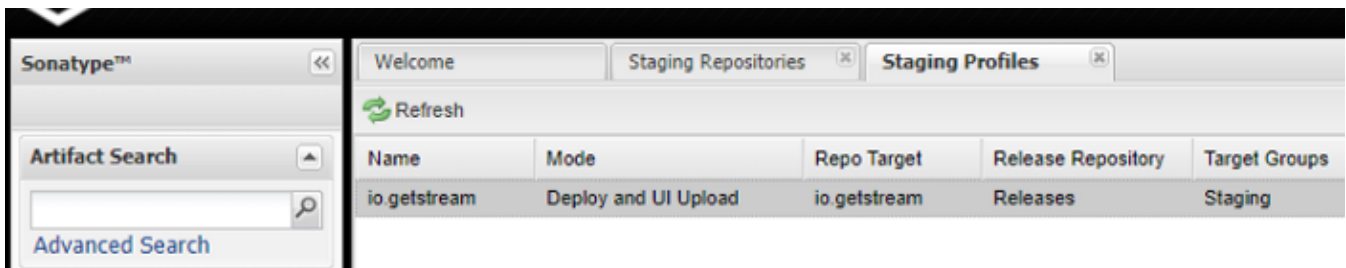 Sonatype™
Welcome Staging Repositories Staging Profiles
Refresh
Artifact Search
Name Mode Repo Target Release Repository Target Groups
io.getstream Deploy and UI Upload io.getstream Releases Staging
Advanced Search